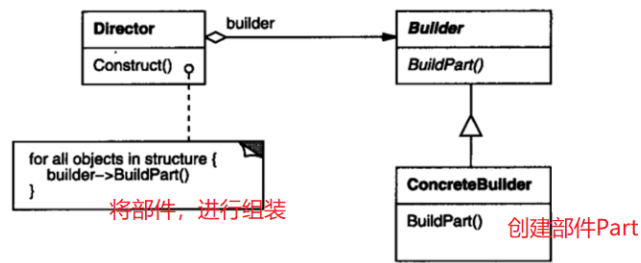 Director
Construct()
builder
Builder
BuildPart()
for all objects in structure {
builder->BuildPart()
}
将部件，进行组装
ConcreteBuilder
BuildPart()
创建部件Part